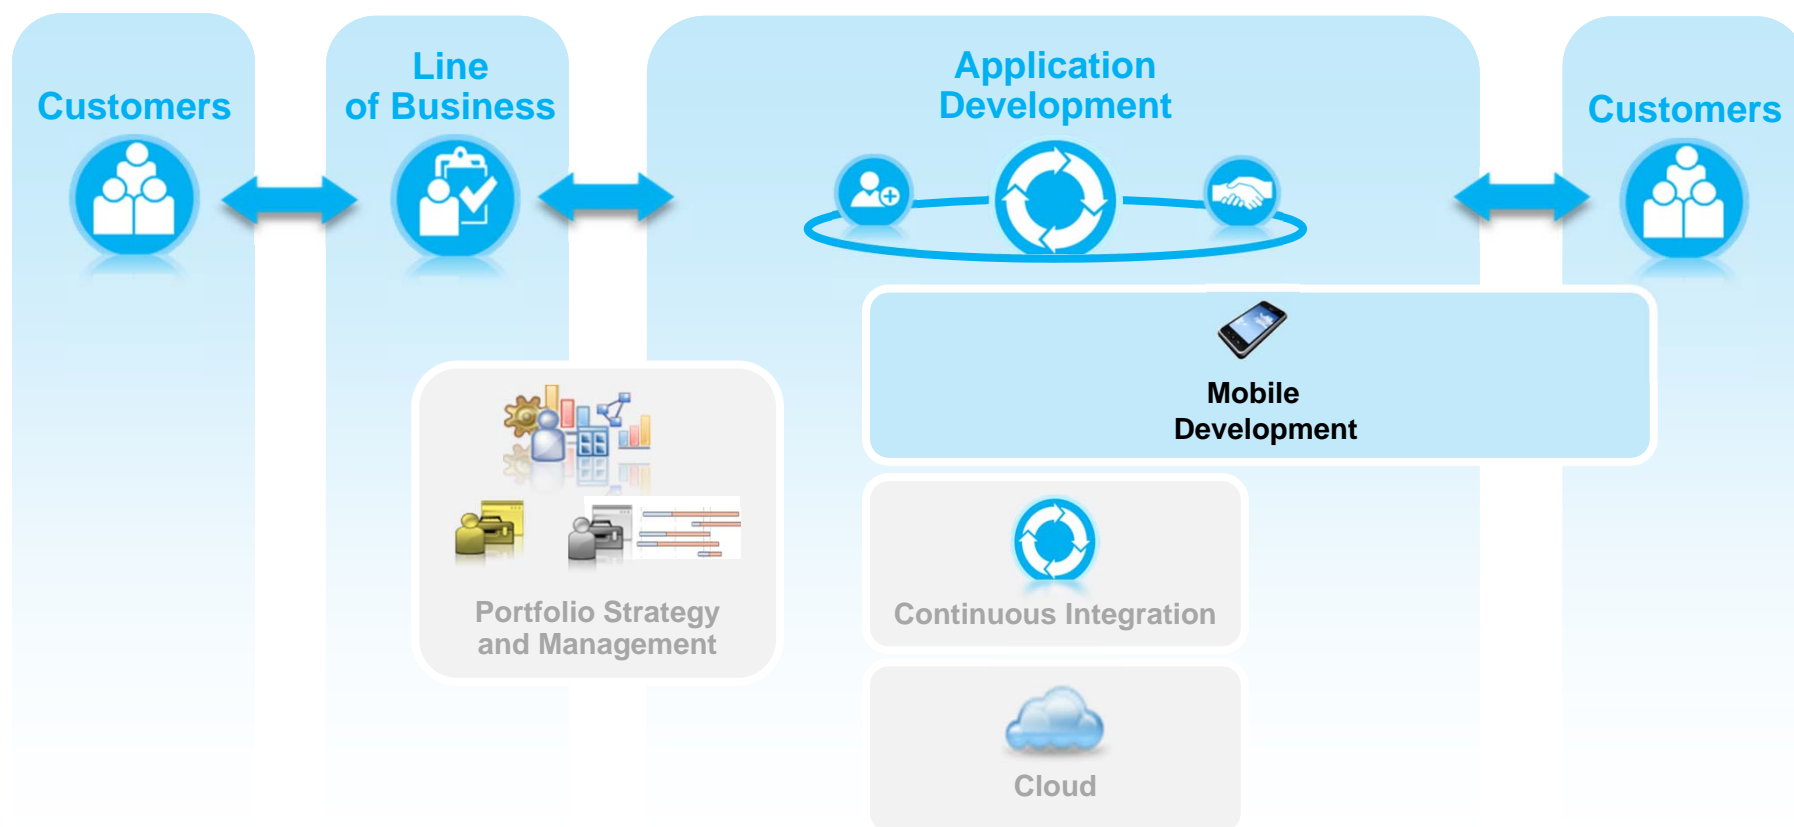 Customers
Line
of Business
Application
Development
Customers
Mobile
Development
Portfolio Strategy
and Management
Continuous Integration
Cloud